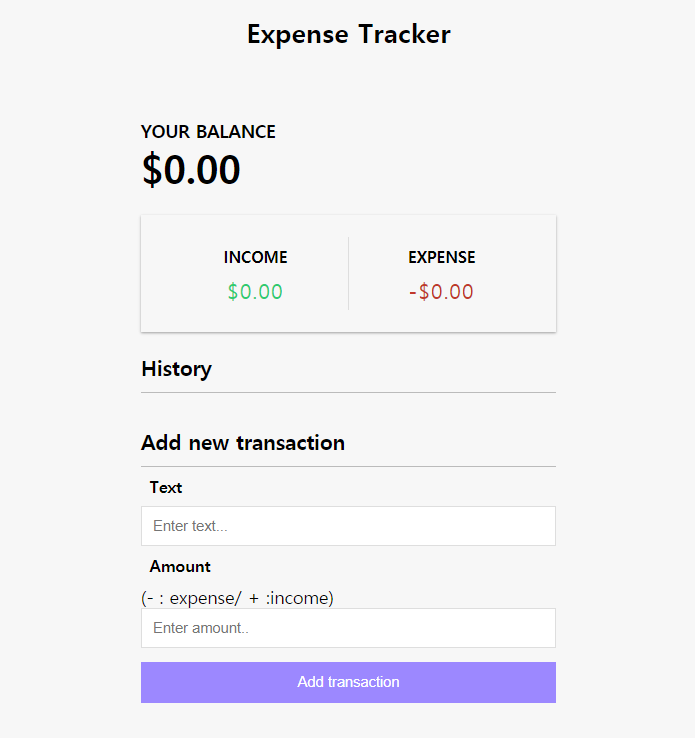 Expense Tracker
YOUR BALANCE
$0.00
INCOME EXPENSE
$0.00 -$0.00
History
Add new transaction
Text
Enter text...
Amount
(- : expense/ + :income)
Enter amount..
Add transaction